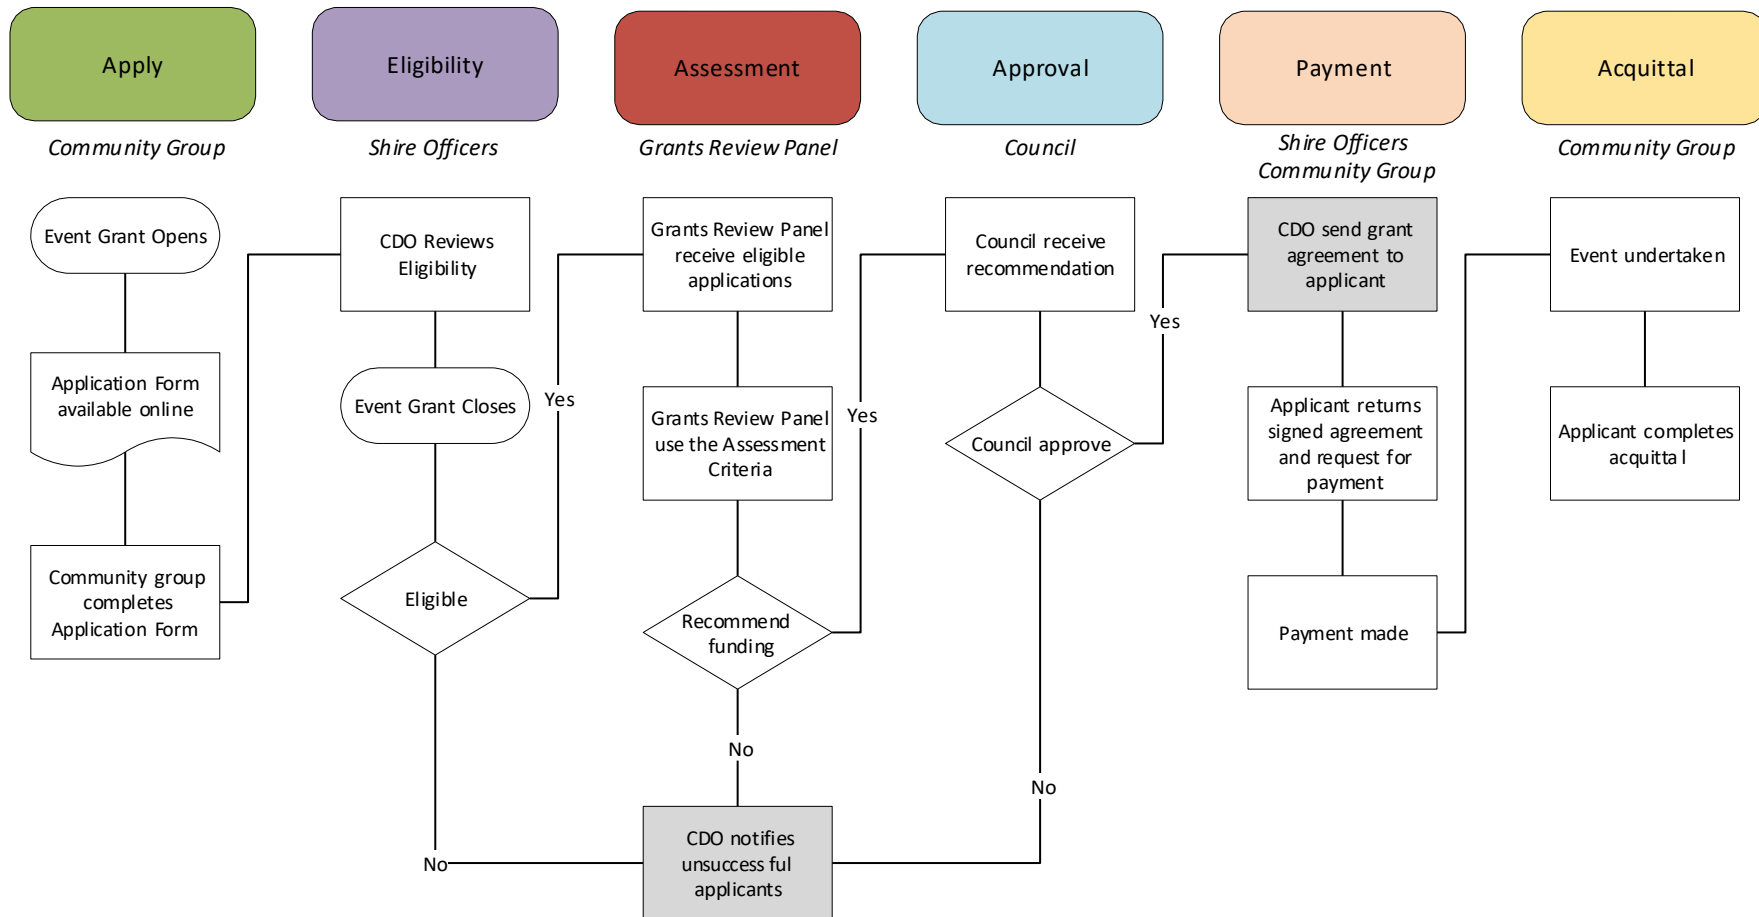 Apply
Eligibility
Assessment
Approval
Payment
Acquittal
Community Group
Shire Officers
Grants Review Panel
Council
Shire Officers
Community Group
Community Group
Event Grant Opens
Application Form
available online
Community group
completes
Application Form
CDO Reviews
Eligibility
Event Grant Closes
Eligible
Yes
No
Grants Review Panel
receive eligible
applications
Grants Review Panel
use the Assessment
Criteria
Recommend
funding
Yes
No
CDO notifies
unsuccess ful
applicants
Council receive
recommendation
Council approve
Yes
No
CDO send grant
agreement to
applicant
Applicant returns
signed agreement
and request for
payment
Payment made
Event undertaken
Applicant completes
acquittal